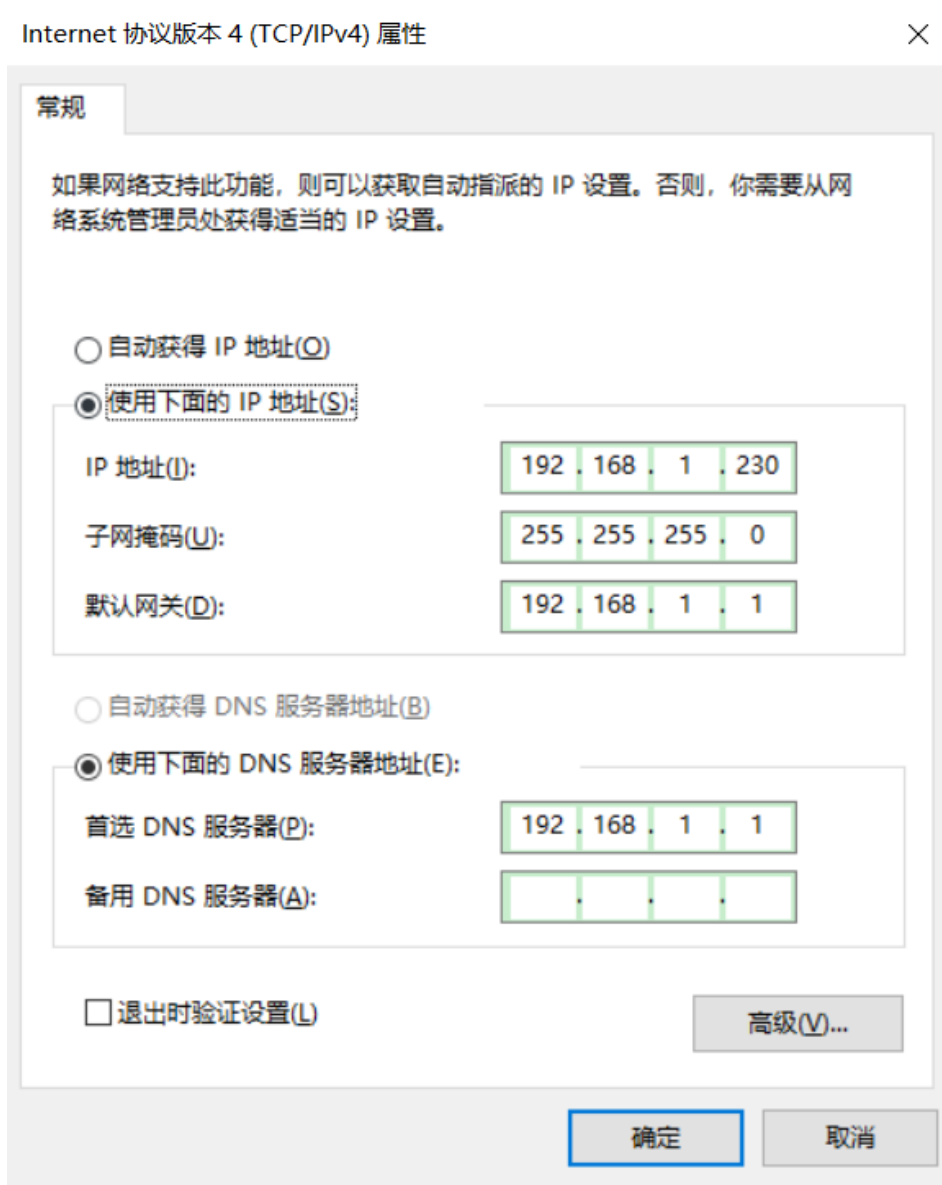 Internet 协议版本 4 (TCP/IPv4) 属性
常规
如果网络支持此功能，则可以获取自动指派的 IP 设置。否则，你需要从网
络系统管理员处获得适当的 IP 设置。
自动获得 IP 地址(O)
使用下面的 IP 地址(S):
IP 地址(I): 192 . 168 . 1 . 230
子网掩码(U): 255 . 255 . 255 . 0
默认网关(D): 192 . 168 . 1 . 1
自动获得 DNS 服务器地址(B)
使用下面的 DNS 服务器地址(E):
首选 DNS 服务器(P): 192 . 168 . 1 . 1
备用 DNS 服务器(A): . . .
退出时验证设置(L)
高级(V)...
确定 取消